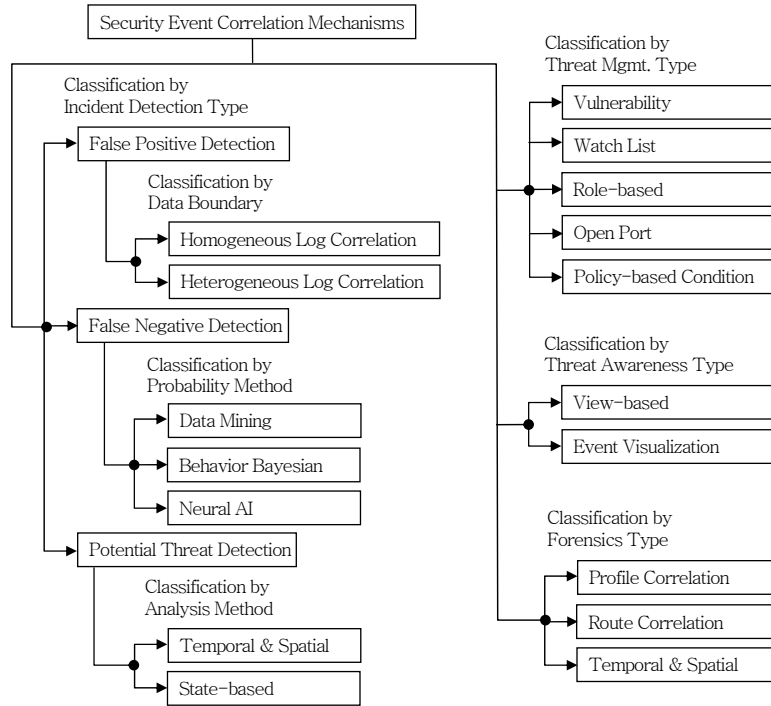 Security Event Correlation Mechanisms
Classification by
Incident Detection Type
False Positive Detection
Classification by
Data Boundary
Homogeneous Log Correlation
Heterogeneous Log Correlation
False Negative Detection
Classification by
Probability Method
Data Mining
Behavior Bayesian
Neural AI
Potential Threat Detection
Classification by
Analysis Method
Temporal & Spatial
State-based
Classification by
Threat Mgmt. Type
Vulnerability
Watch List
Role-based
Open Port
Policy-based Condition
Classification by
Threat Awareness Type
View-based
Event Visualization
Classification by
Forensics Type
Profile Correlation
Route Correlation
Temporal & Spatial